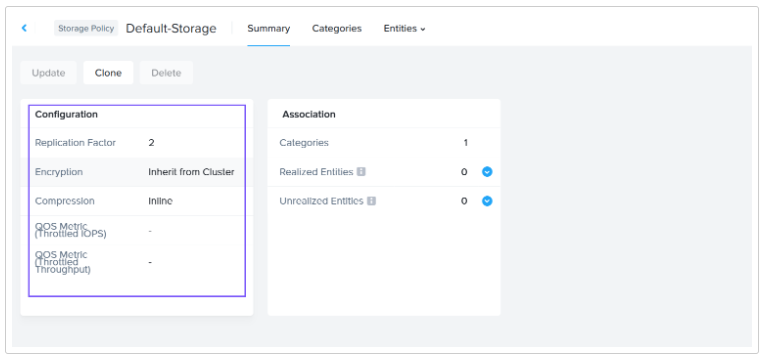 Storage Policy Default-Storage Summary Categories Entities
Update Clone Delete
Configuration
Replication Factor 2
Encryption Inherit from Cluster
Compression Inline
QOS Metric
(Throttled IOPS) -
QOS Metric
(Throttled
Throughput) -
Association
Categories 1
Realized Entities 0
Unrealized Entities 0